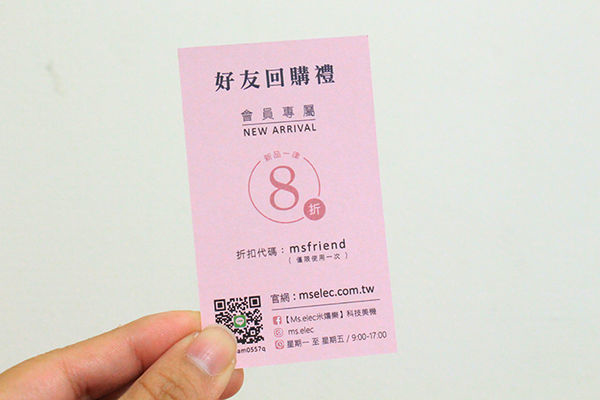 好友回購禮
會員專屬
NEW ARRIVAL
新品一律
8
折
折扣代碼：msfriend
( 僅限使用一次 )
官網：mselec.com.tw
【Ms.elec米嬉樂】科技美機
ms.elec
星期一 至 星期五 / 9:00-17:00
am0557q